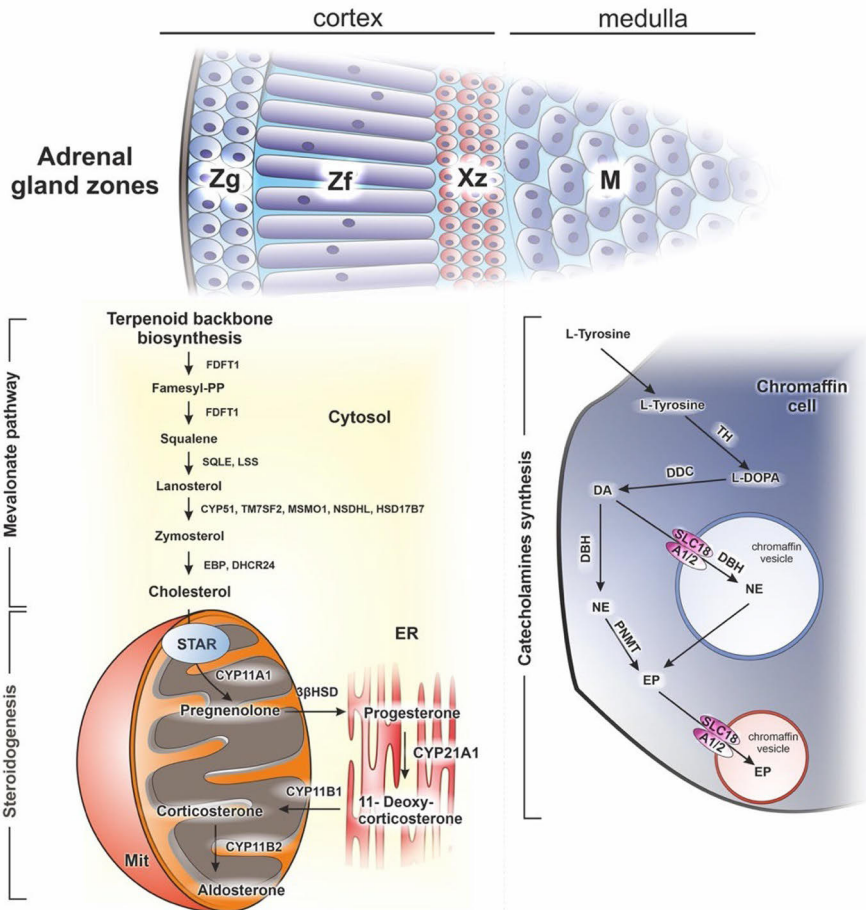 cortex
medulla
Adrenal
gland zones
Zg
Zf
Xz
M
Mevalonate pathway
Terpenoid backbone
biosynthesis
FDFT1
Famesyl-PP
FDFT1
Squalene
SQLE, LSS
Lanosterol
CYP51, TM7SF2, MSMO1, NSDHL, HSD17B7
Zymosterol
EBP, DHCR24
Cholesterol
Cytosol
Steroidogenesis
STAR
CYP11A1
Pregnenolone
3βHSD
ER
Progesterone
CYP21A1
11- Deoxy-
corticosterone
CYP11B1
Corticosterone
CYP11B2
Aldosterone
Mit
Catecholamines synthesis
L-Tyrosine
Chromaffin
cell
L-Tyrosine
TH
L-DOPA
DDC
DA
DBH
SLC18
A1/2
DBH
chromaffin
vesicle
NE
NE
PNMT
EP
SLC18
A1/2
chromaffin
vesicle
EP